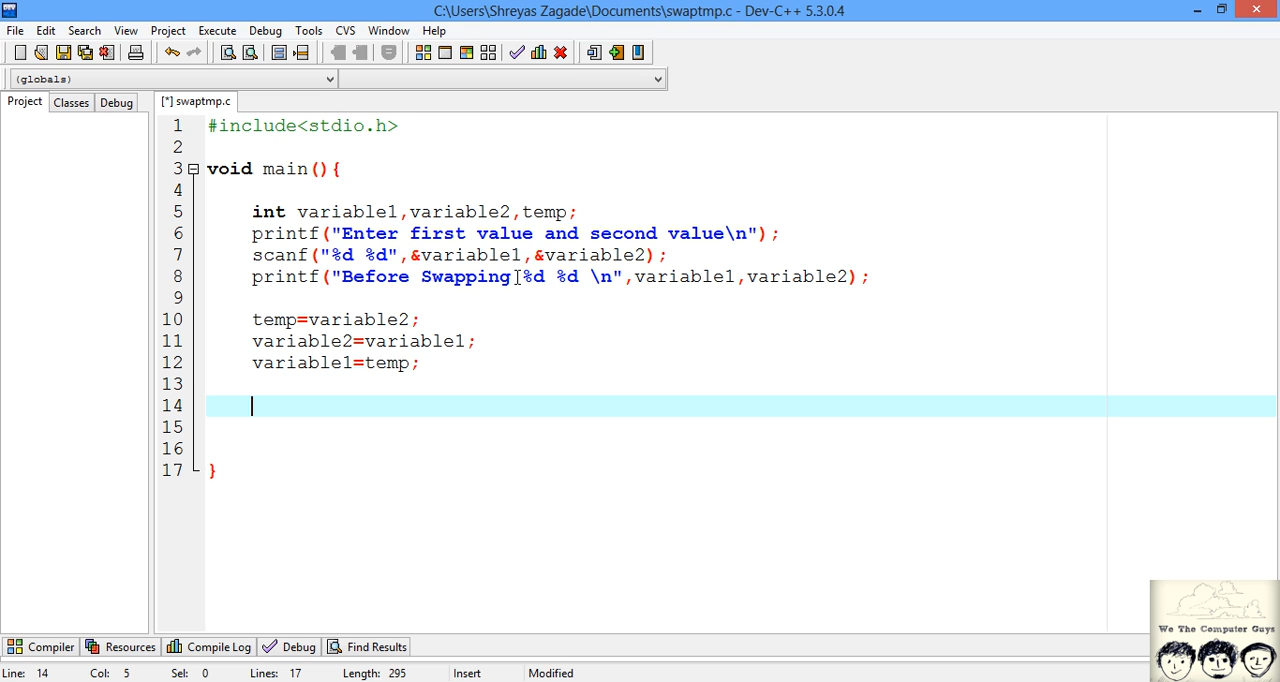 C:\Users\Shreyas Zagade\Documents\swaptmp.c - Dev-C++ 5.3.0.4
File Edit Search View Project Execute Debug Tools CVS Window Help
(globals)
Project Classes Debug [*] swaptmp.c
1 #include<stdio.h>
2
3 void main(){
4
5 int variable1,variable2,temp;
6 printf("Enter first value and second value\n");
7 scanf("%d %d",&variable1,&variable2);
8 printf("Before Swapping %d %d \n",variable1,variable2);
9
10 temp=variable2;
11 variable2=variable1;
12 variable1=temp;
13
14
15
16
17 }
We The Computer Guys
Compiler Resources Compile Log Debug Find Results
Line: 14 Col: 5 Sel: 0 Lines: 17 Length: 295 Insert Modified